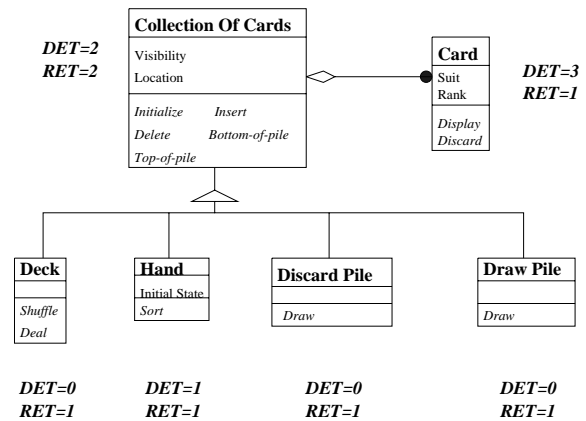 Collection Of Cards
Visibility
Location
Initialize Insert
Delete Bottom-of-pile
Top-of-pile
DET=2
RET=2
Card
Suit
Rank
Display
Discard
DET=3
RET=1
Deck
Shuffle
Deal
Hand
Initial State
Sort
Discard Pile
Draw
Draw Pile
Draw
DET=0
RET=1
DET=1
RET=1
DET=0
RET=1
DET=0
RET=1